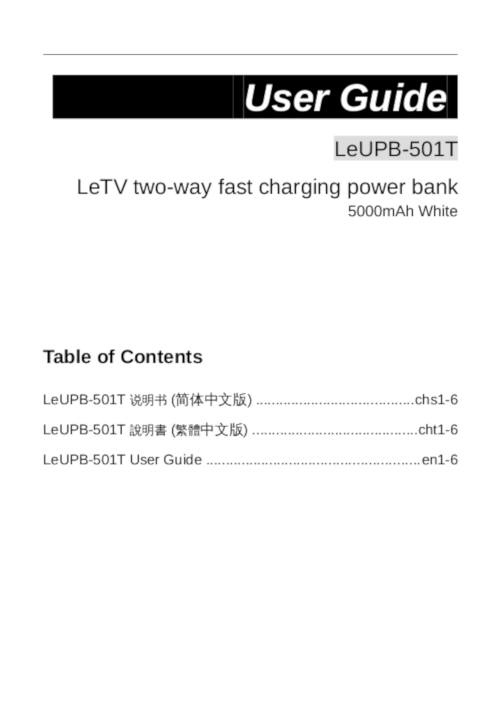 User Guide
LeUPB-501T
LeTV two-way fast charging power bank
5000mAh White
Table of Contents
LeUPB-501T 说明书 (简体中文版) ........................................chs1-6
LeUPB-501T 說明書 (繁體中文版) ..........................................cht1-6
LeUPB-501T User Guide ......................................................en1-6